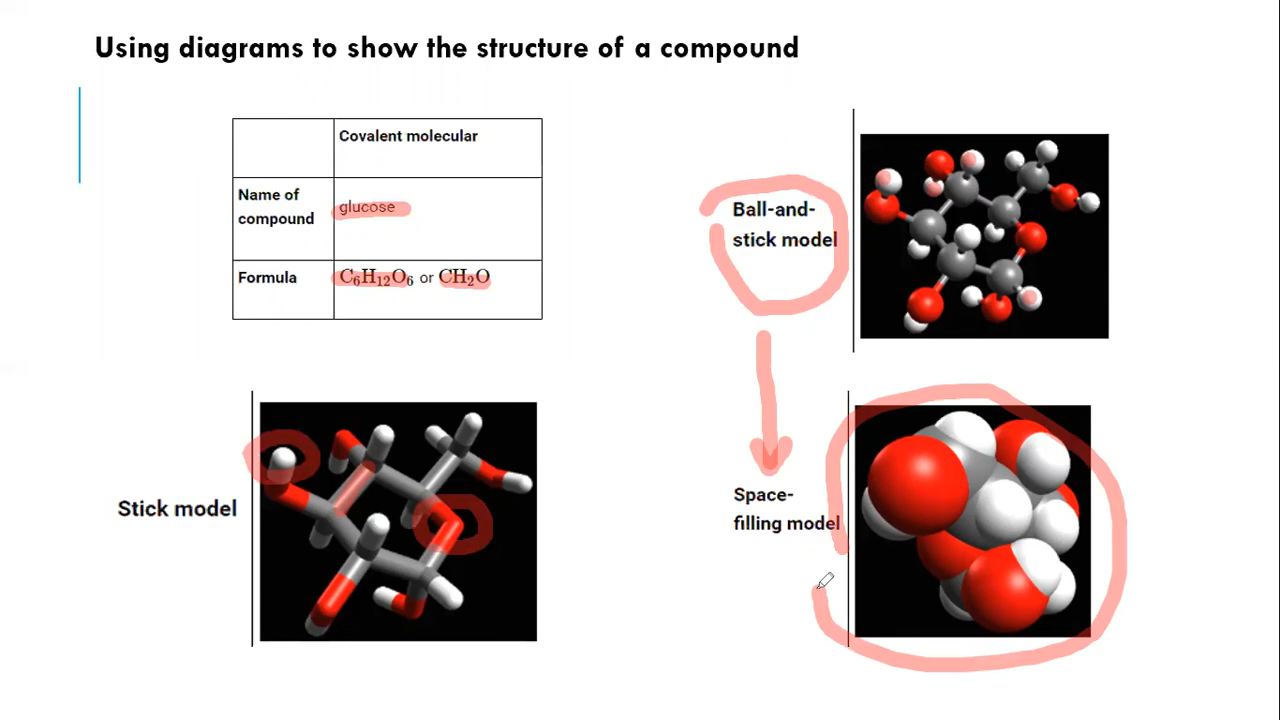 Using diagrams to show the structure of a compound
Covalent molecular
Name of
compound
glucose
Formula
C₆H₁₂O₆ or CH₂O
Ball-and-
stick model
Stick model
Space-
filling model